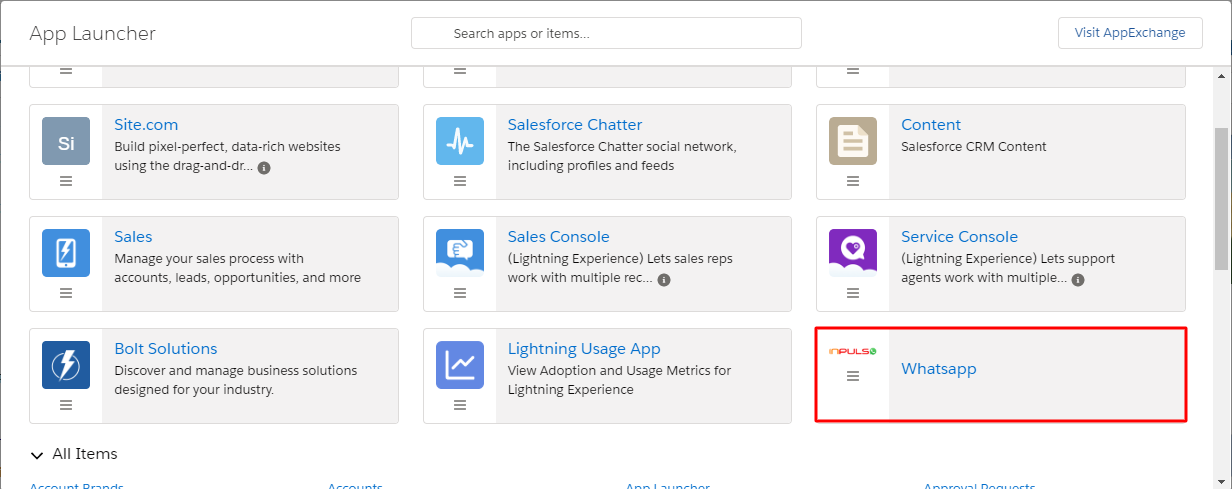 App Launcher
Search apps or items...
Visit AppExchange
Si
Site.com
Build pixel-perfect, data-rich websites
using the drag-and-dr...
Salesforce Chatter
The Salesforce Chatter social network,
including profiles and feeds
Content
Salesforce CRM Content
Sales
Manage your sales process with
accounts, leads, opportunities, and more
Sales Console
(Lightning Experience) Lets sales reps
work with multiple rec...
Service Console
(Lightning Experience) Lets support
agents work with multiple...
Bolt Solutions
Discover and manage business solutions
designed for your industry.
Lightning Usage App
View Adoption and Usage Metrics for
Lightning Experience
INPULSO
Whatsapp
All Items
Account Brands
Accounts
App Launcher
Approval Requests